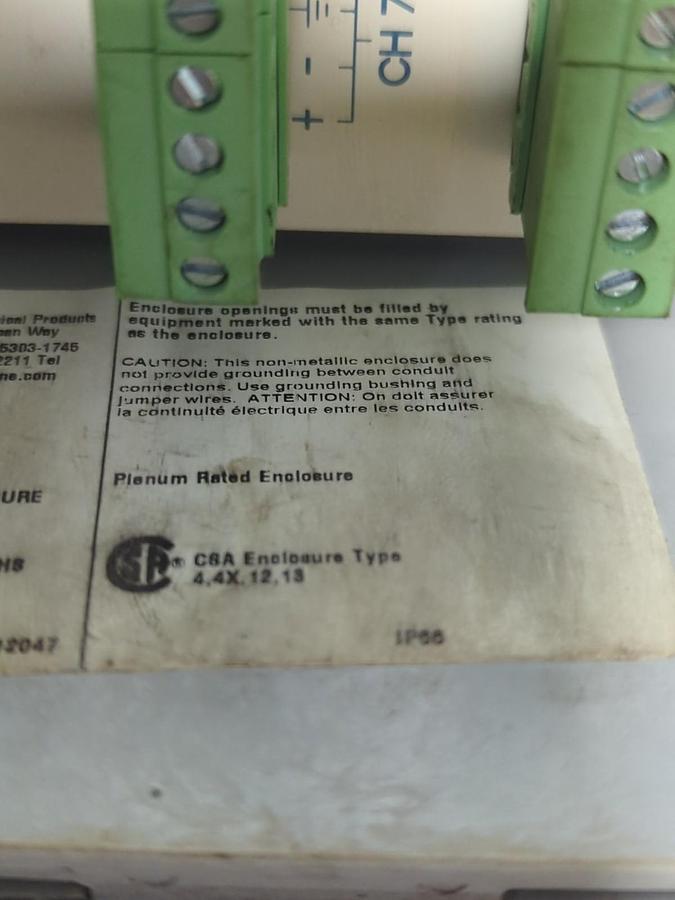 + -
CH 7
Products
Way
5303-1745
2211 Tel
ne.com
URE
NS
2047
Enclosure openings must be filled by
equipment marked with the same Type rating
as the enclosure.
CAUTION: This non-metallic enclosure does
not provide grounding between conduit
connections. Use grounding bushing and
jumper wires. ATTENTION: On doit assurer
la continuité électrique entre les conduits.
Plenum Rated Enclosure
CSA® CSA Enclosure Type
4,4X,12,13
IP66